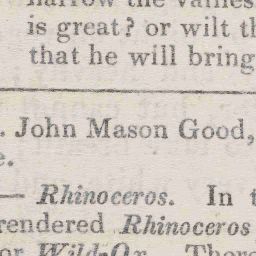 harrow the valleys
is great? or wilt th
that he will bring
. John Mason Good,
e.
— Rhinoceros. In t
rendered Rhinoceros
or Wild-Ox.